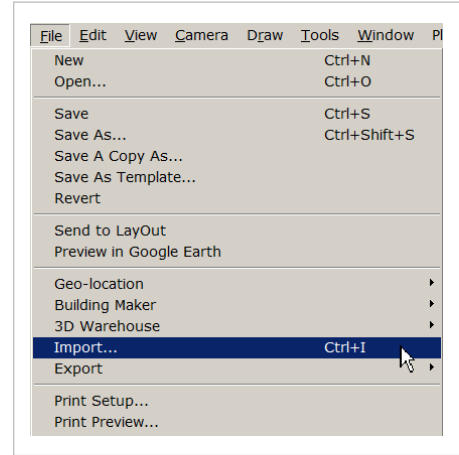 File Edit View Camera Draw Tools Window Pl
New Ctrl+N
Open... Ctrl+O
Save Ctrl+S
Save As... Ctrl+Shift+S
Save A Copy As...
Save As Template...
Revert
Send to LayOut
Preview in Google Earth
Geo-location
Building Maker
3D Warehouse
Import... Ctrl+I
Export
Print Setup...
Print Preview...